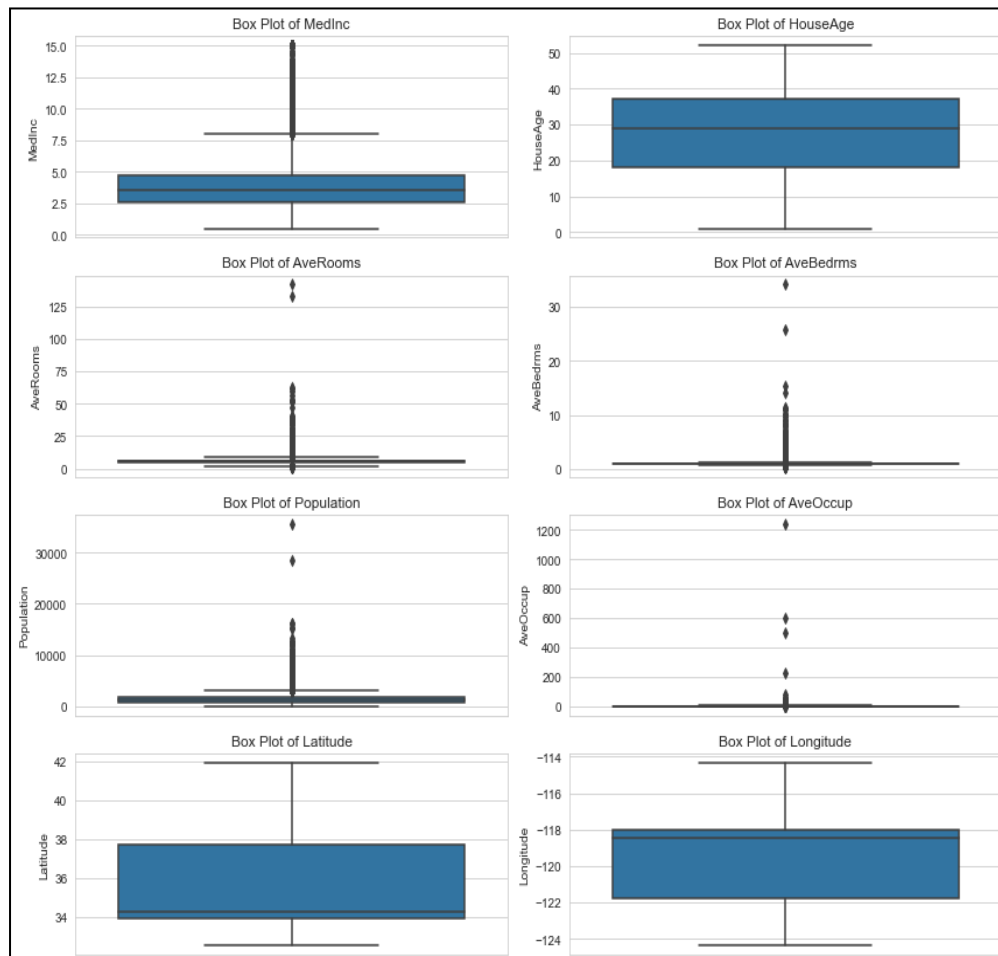 Box Plot of MedInc
15.0
12.5
10.0
7.5
5.0
2.5
0.0
MedInc
Box Plot of HouseAge
50
40
30
20
10
0
HouseAge
Box Plot of AveRooms
125
100
75
50
25
0
AveRooms
Box Plot of AveBedrms
30
20
10
0
AveBedrms
Box Plot of Population
30000
20000
10000
0
Population
Box Plot of AveOccup
1200
1000
800
600
400
200
0
AveOccup
Box Plot of Latitude
42
40
38
36
34
Latitude
Box Plot of Longitude
−114
−116
−118
−120
−122
−124
Longitude